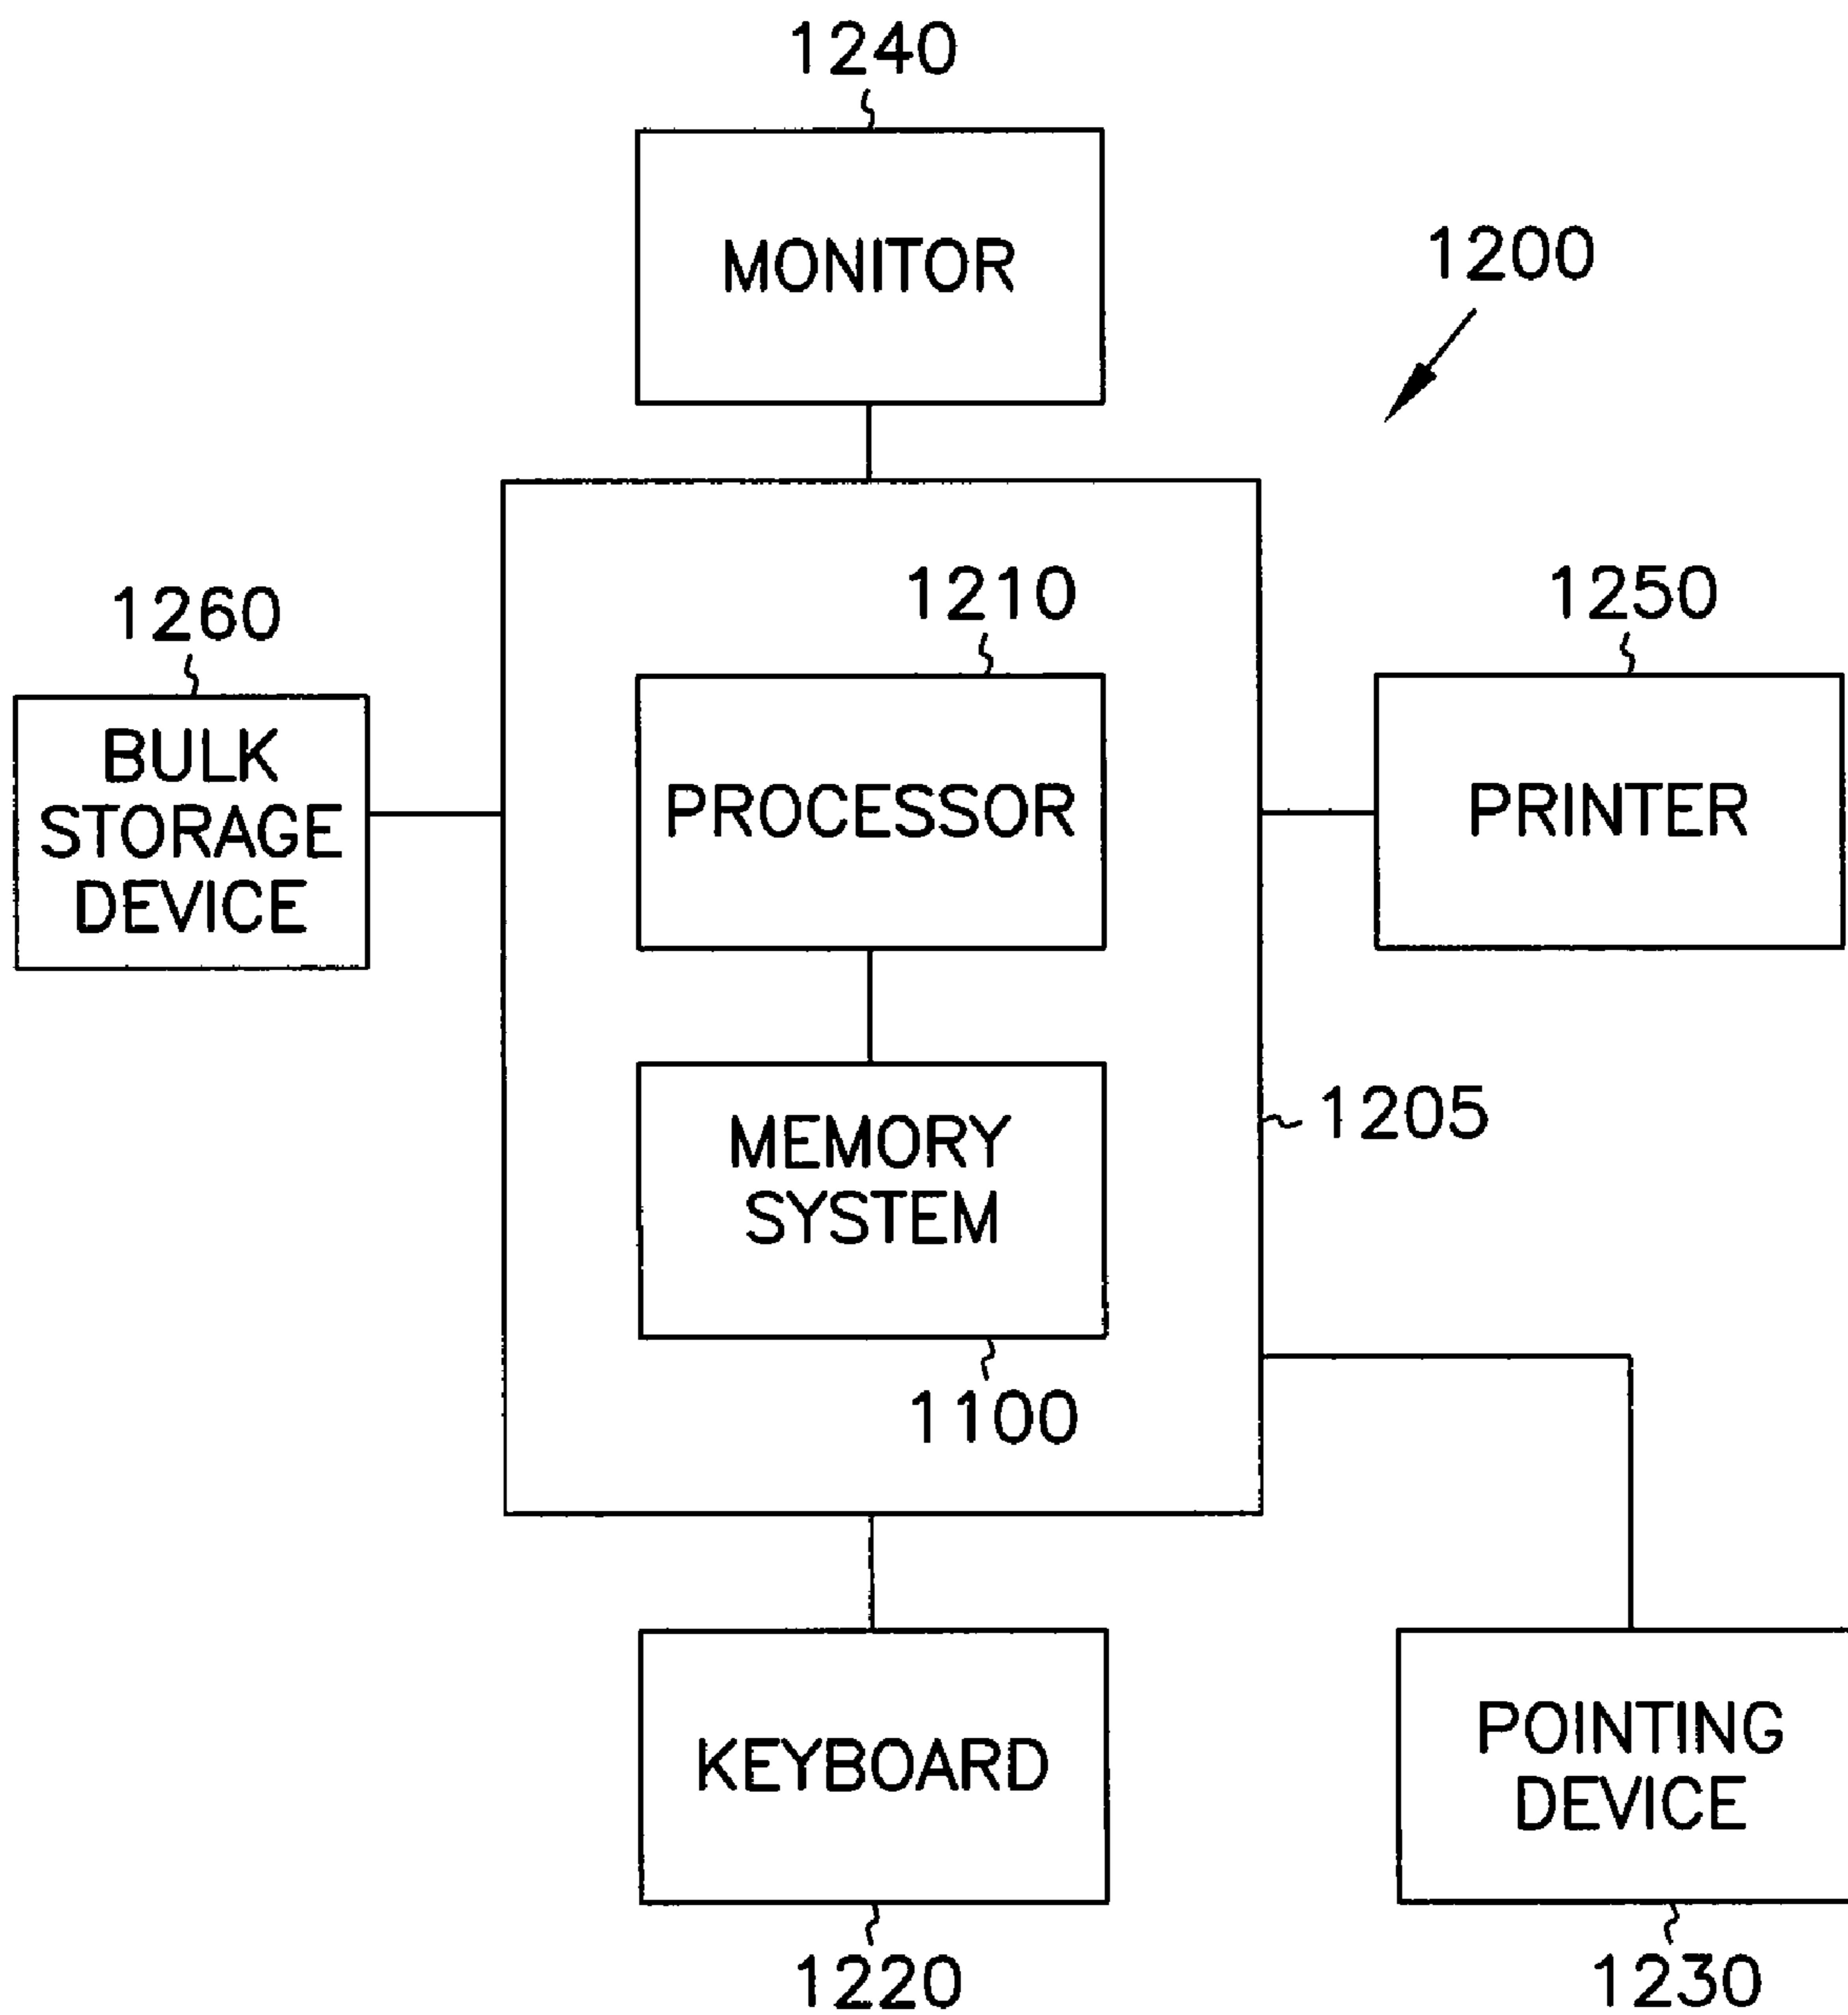 1240
MONITOR
1200
1260
BULK
STORAGE
DEVICE
1210
PROCESSOR
1250
PRINTER
MEMORY
SYSTEM
1205
1100
KEYBOARD
1220
POINTING
DEVICE
1230